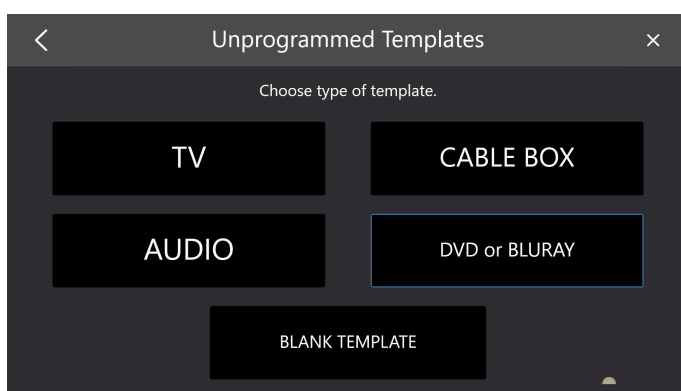 Unprogrammed Templates
Choose type of template.
TV
CABLE BOX
AUDIO
DVD or BLURAY
BLANK TEMPLATE